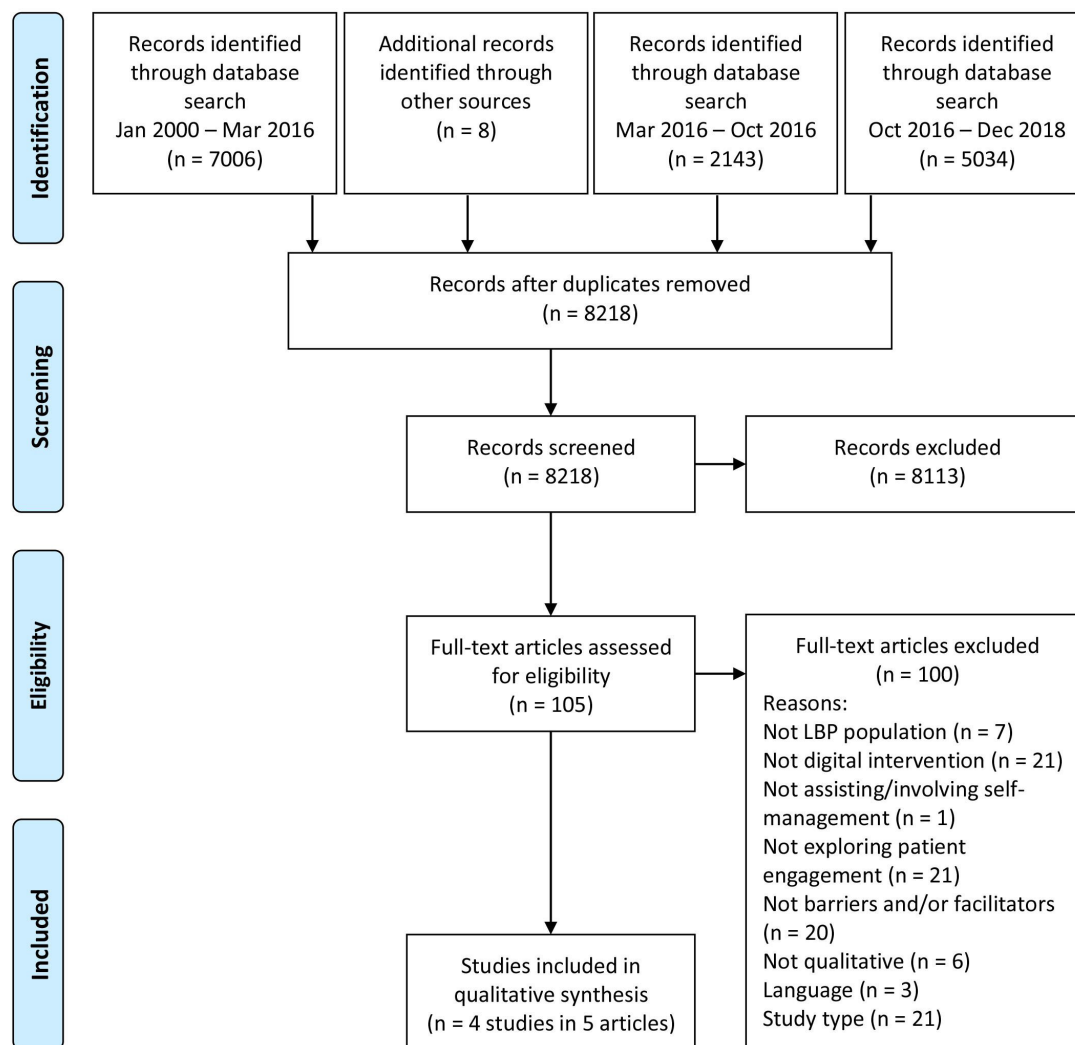 Identification
Records identified
through database
search
Jan 2000 – Mar 2016
(n = 7006)
Additional records
identified through
other sources
(n = 8)
Records identified
through database
search
Mar 2016 – Oct 2016
(n = 2143)
Records identified
through database
search
Oct 2016 – Dec 2018
(n = 5034)
Screening
Records after duplicates removed
(n = 8218)
Records screened
(n = 8218)
Records excluded
(n = 8113)
Eligibility
Full-text articles assessed
for eligibility
(n = 105)
Full-text articles excluded
(n = 100)
Reasons:
Not LBP population (n = 7)
Not digital intervention (n = 21)
Not assisting/involving self-
management (n = 1)
Not exploring patient
engagement (n = 21)
Not barriers and/or facilitators
(n = 20)
Not qualitative (n = 6)
Language (n = 3)
Study type (n = 21)
Included
Studies included in
qualitative synthesis
(n = 4 studies in 5 articles)